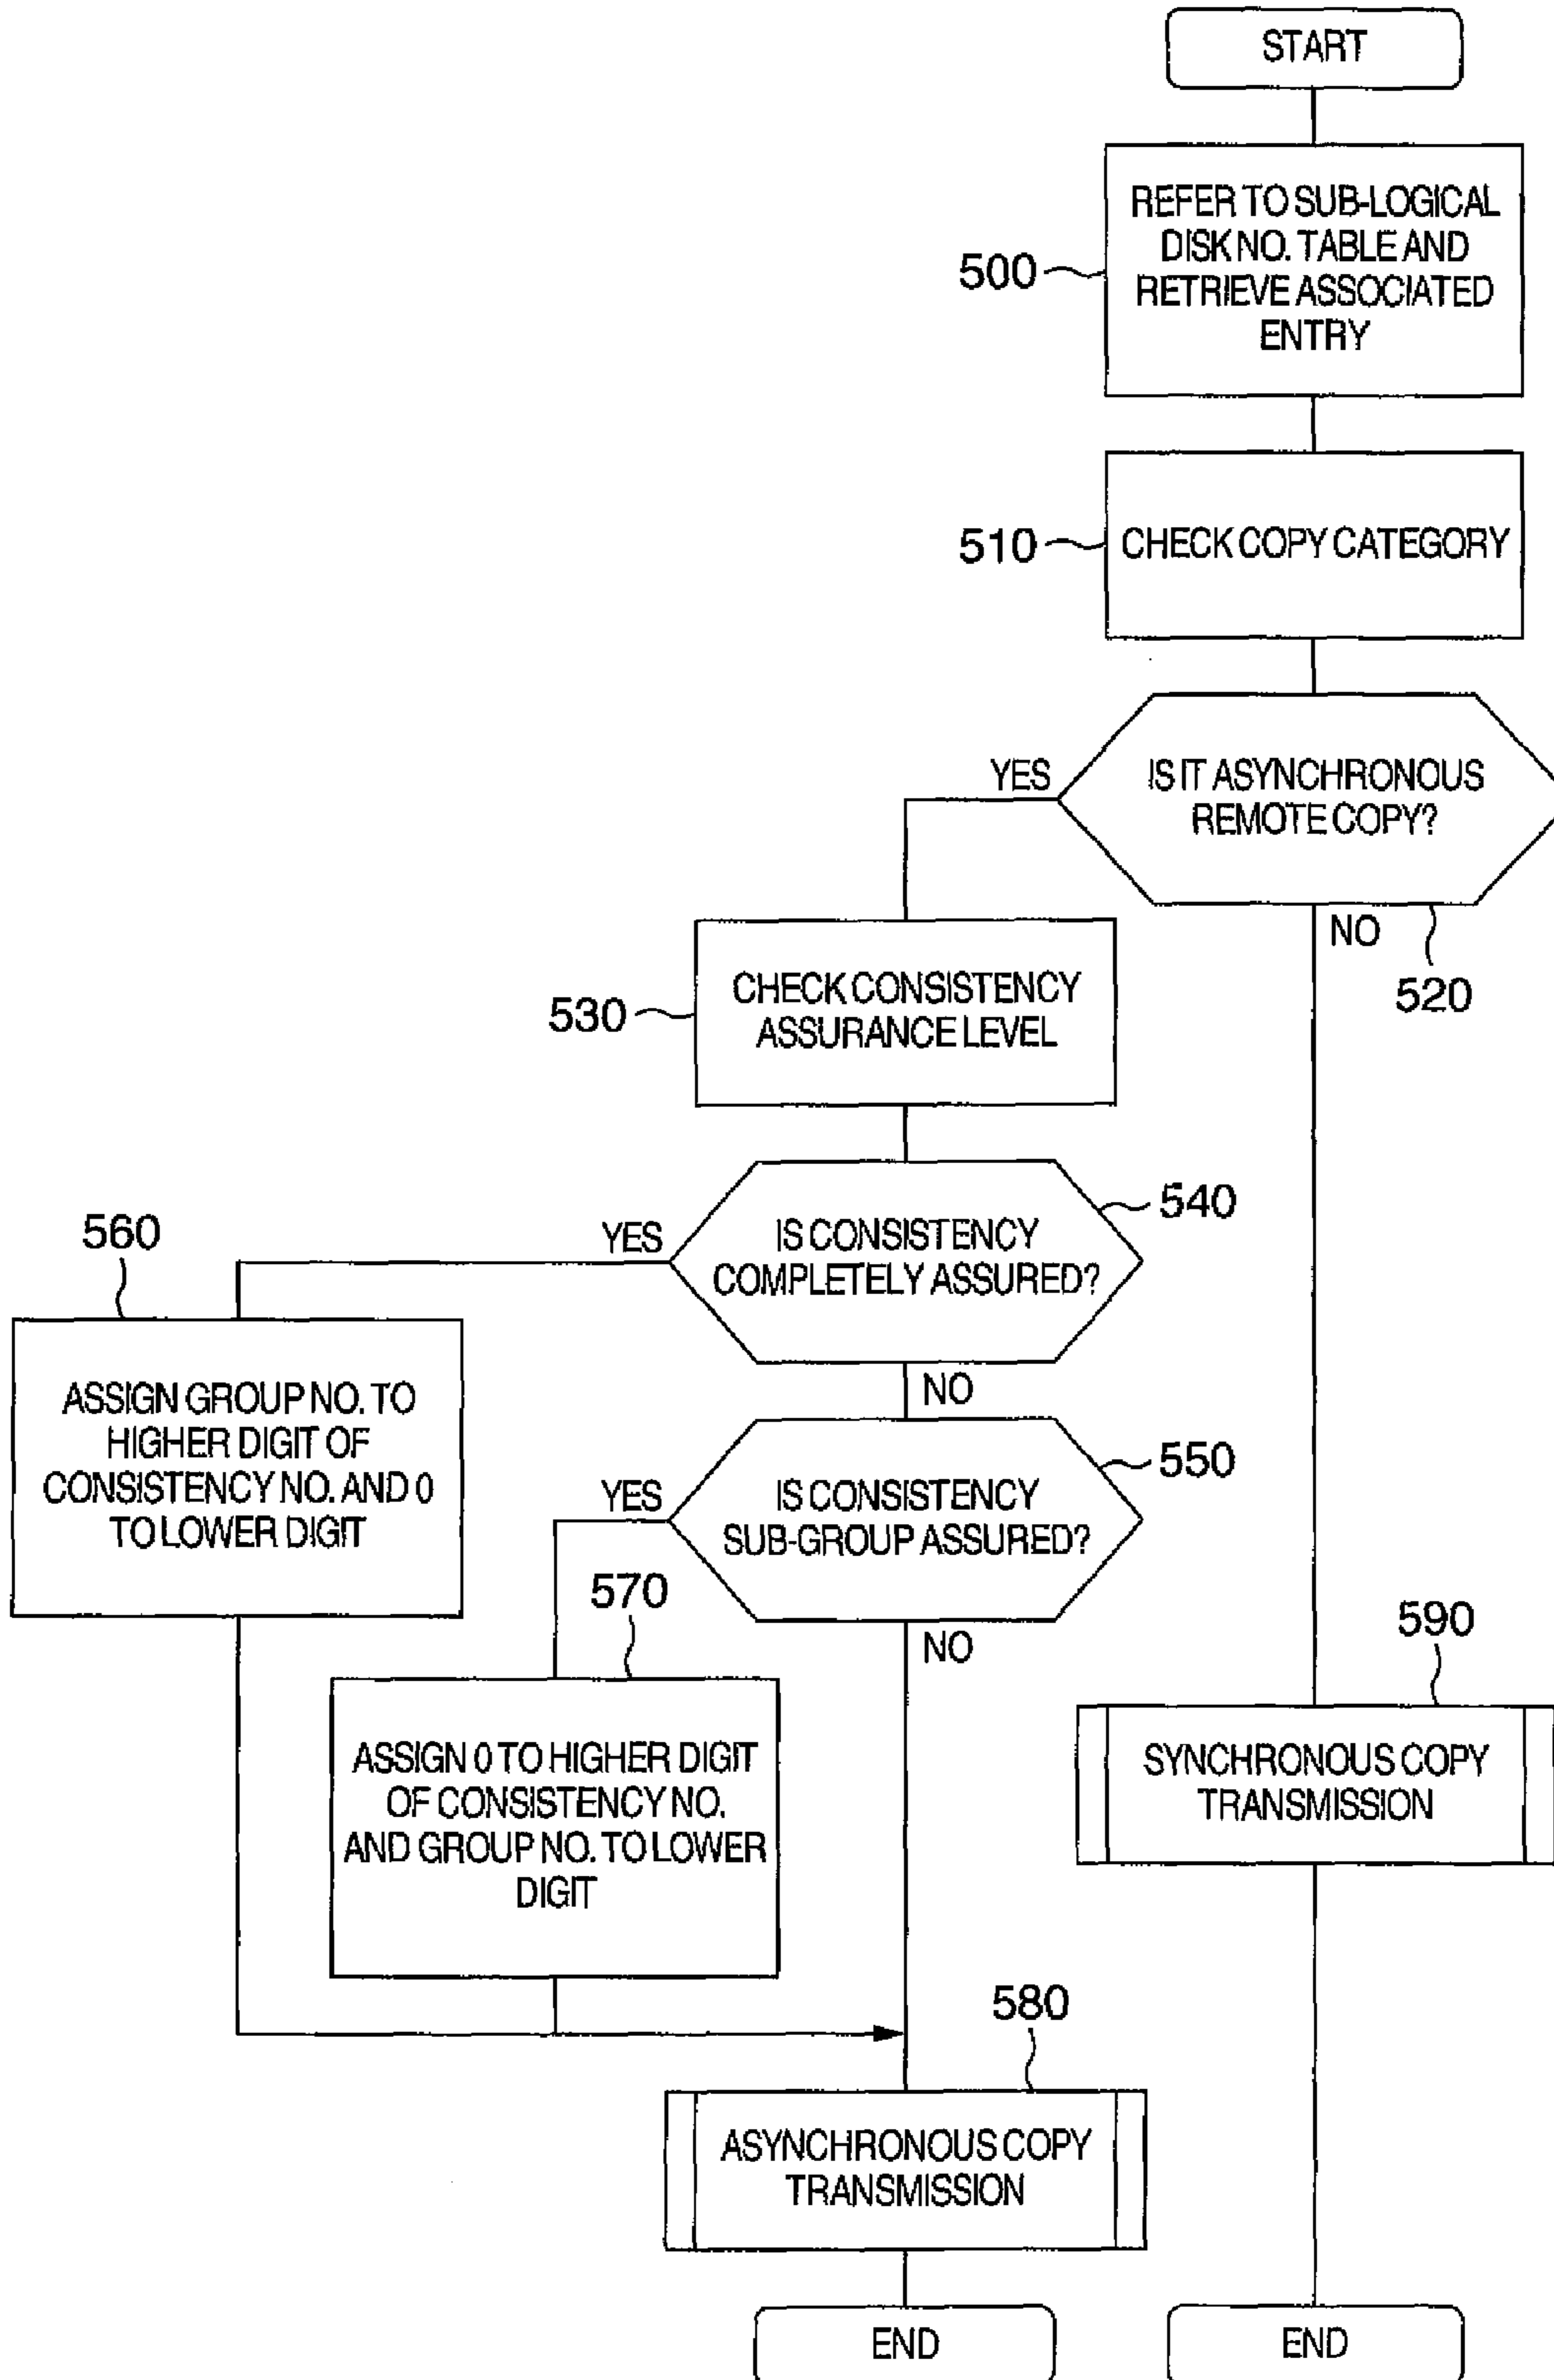 START
REFER TO SUB-LOGICAL
DISK NO. TABLE AND
RETRIEVE ASSOCIATED
ENTRY
500
CHECK COPY CATEGORY
510
IS IT ASYNCHRONOUS
REMOTE COPY?
YES
NO
520
CHECK CONSISTENCY
ASSURANCE LEVEL
530
IS CONSISTENCY
COMPLETELY ASSURED?
540
YES
NO
560
ASSIGN GROUP NO. TO
HIGHER DIGIT OF
CONSISTENCY NO. AND 0
TO LOWER DIGIT
IS CONSISTENCY
SUB-GROUP ASSURED?
550
YES
NO
570
ASSIGN 0 TO HIGHER DIGIT
OF CONSISTENCY NO.
AND GROUP NO. TO LOWER
DIGIT
590
SYNCHRONOUS COPY
TRANSMISSION
580
ASYNCHRONOUS COPY
TRANSMISSION
END
END